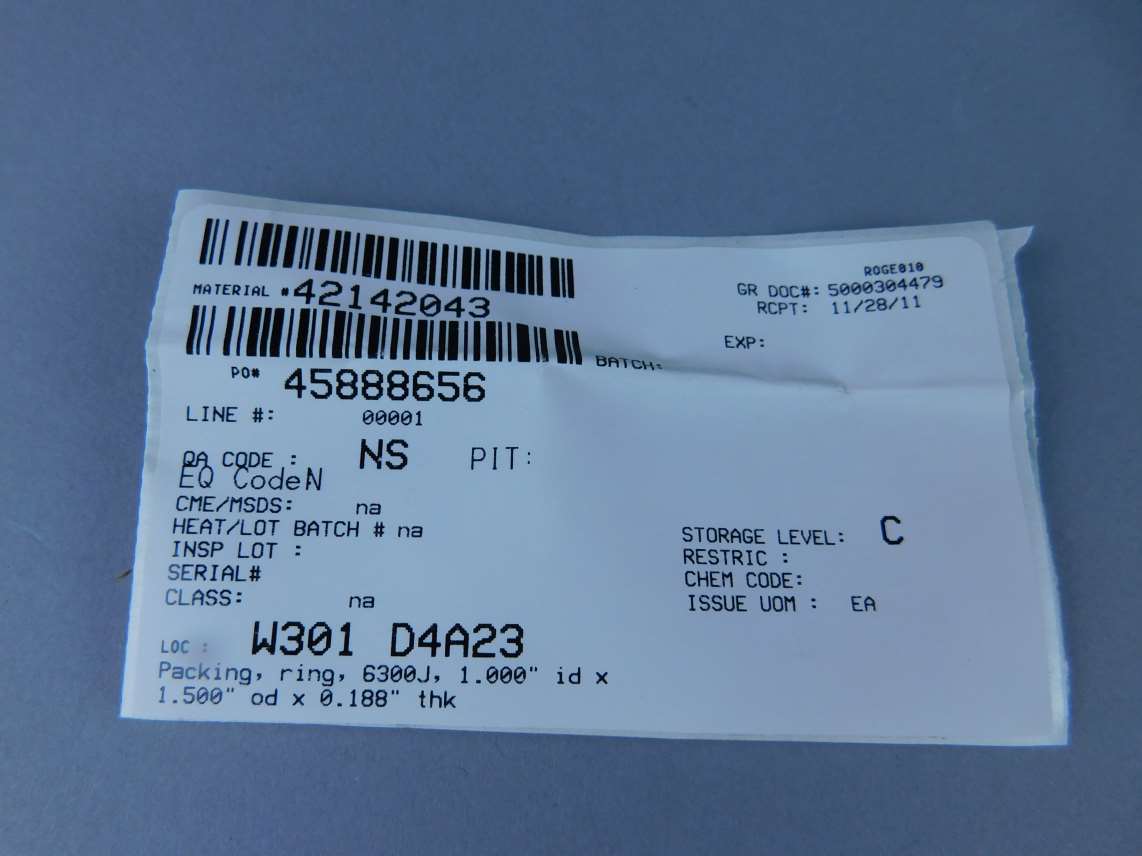 ROGE010
MATERIAL #42142043
GR DOC#: 5000304479
RCPT: 11/28/11
EXP:
BATCH:
PO# 45888656
LINE #: 00001
QA CODE : NS PIT:
EQ CodeN
CME/MSDS: na
HEAT/LOT BATCH # na
INSP LOT :
SERIAL#
CLASS: na
STORAGE LEVEL: C
RESTRIC :
CHEM CODE:
ISSUE UOM : EA
LOC : W301 D4A23
Packing, ring, 6300J, 1.000" id x
1.500" od x 0.188" thk